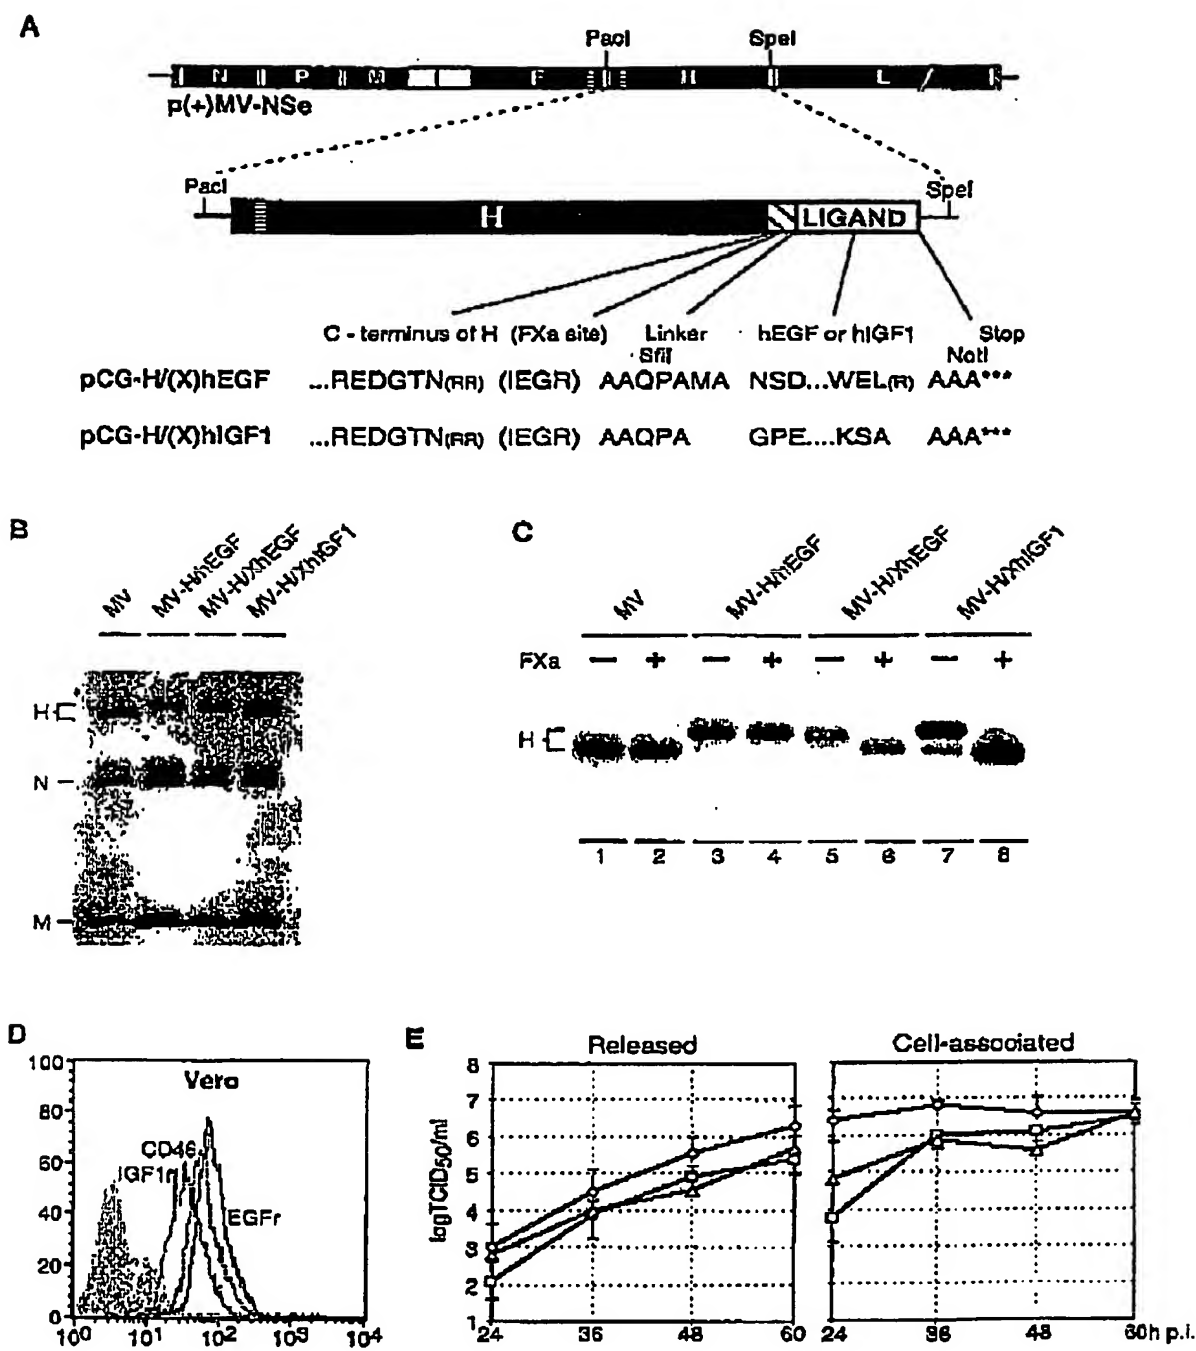 A
PacI SpeI
N P M F H L
p(+)MV-NSe
PacI SpeI
H LIGAND
C - terminus of H (FXa site) Linker hEGF or hIGF1 Stop
SfiI NotI
pCG-H/(X)hEGF ...REDGTN(RR) (IEGR) AAQPAMA NSD...WEL(R) AAA***
pCG-H/(X)hIGF1 ...REDGTN(RR) (IEGR) AAQPA GPE....KSA AAA***
B
MV MV-H/hEGF MV-H/XhEGF MV-H/XhIGF1
H
N
M
C
MV MV-H/hEGF MV-H/XhEGF MV-H/XhIGF1
FXa − + − + − + − +
H
1 2 3 4 5 6 7 8
D
Vero
100
80
60
40
20
0
CD46
IGF1r
EGFr
10⁰ 10¹ 10² 10³ 10⁴
E
Released Cell-associated
logTCID50/ml
8
7
6
5
4
3
2
1
24 36 48 60
24 36 48 60h p.i.